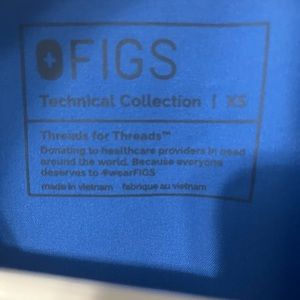 FIGS
Technical Collection | XS
Threads for Threads™
Donating to healthcare providers in need
around the world. Because everyone
deserves to #wearFIGS
made in vietnam fabrique au vietnam